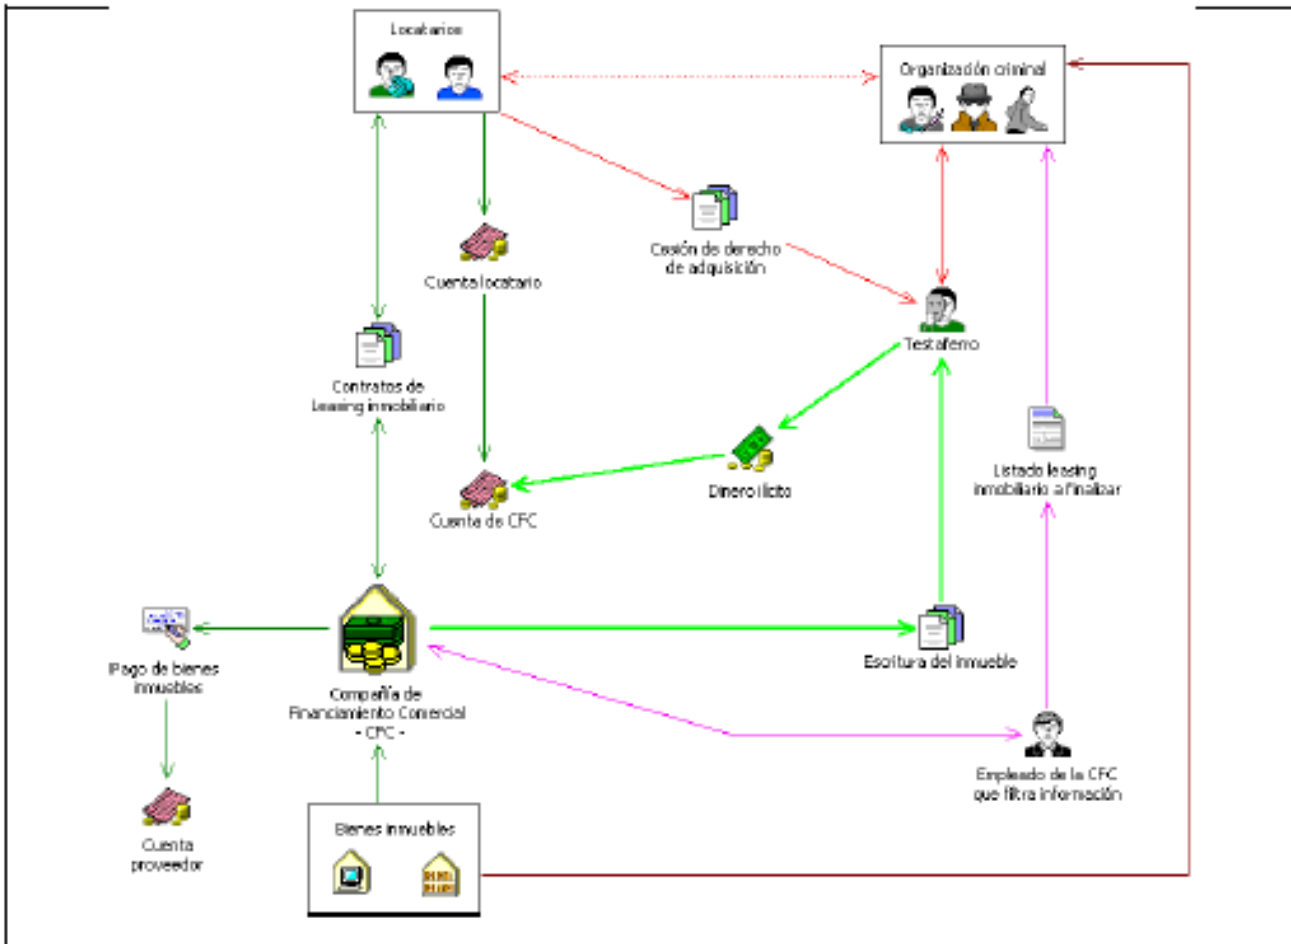 Locatarios
Organización criminal
Cesión de derecho
de adquisición
Cuenta locatario
Testaferro
Contratos de
Leasing inmobiliario
Listado leasing
inmobiliario a finalizar
Dinero ilícito
Cuenta de CFC
Escritura del inmueble
Pago de bienes
inmuebles
Compañía de
Financiamiento Comercial
- CFC -
Empleado de la CFC
que filtra información
Bienes inmuebles
Cuenta
proveedor